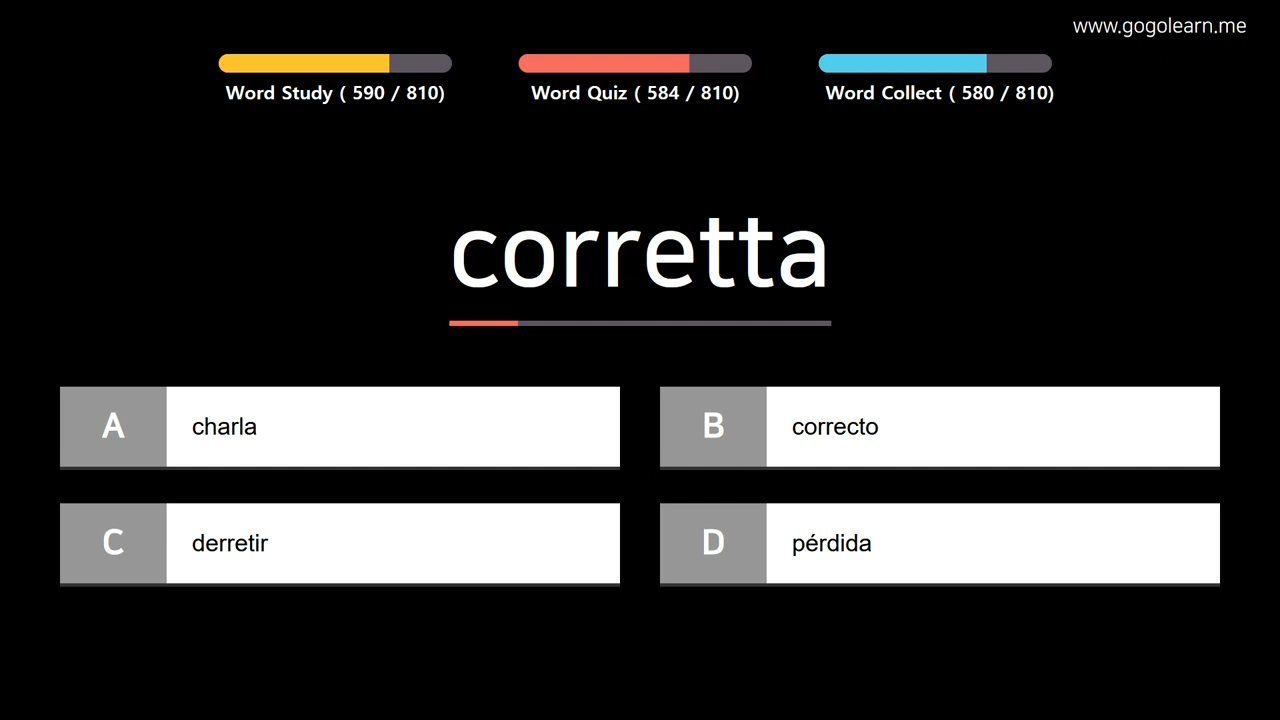 www.gogolearn.me
Word Study ( 590 / 810)
Word Quiz ( 584 / 810)
Word Collect ( 580 / 810)
corretta
A charla
B correcto
C derretir
D pérdida